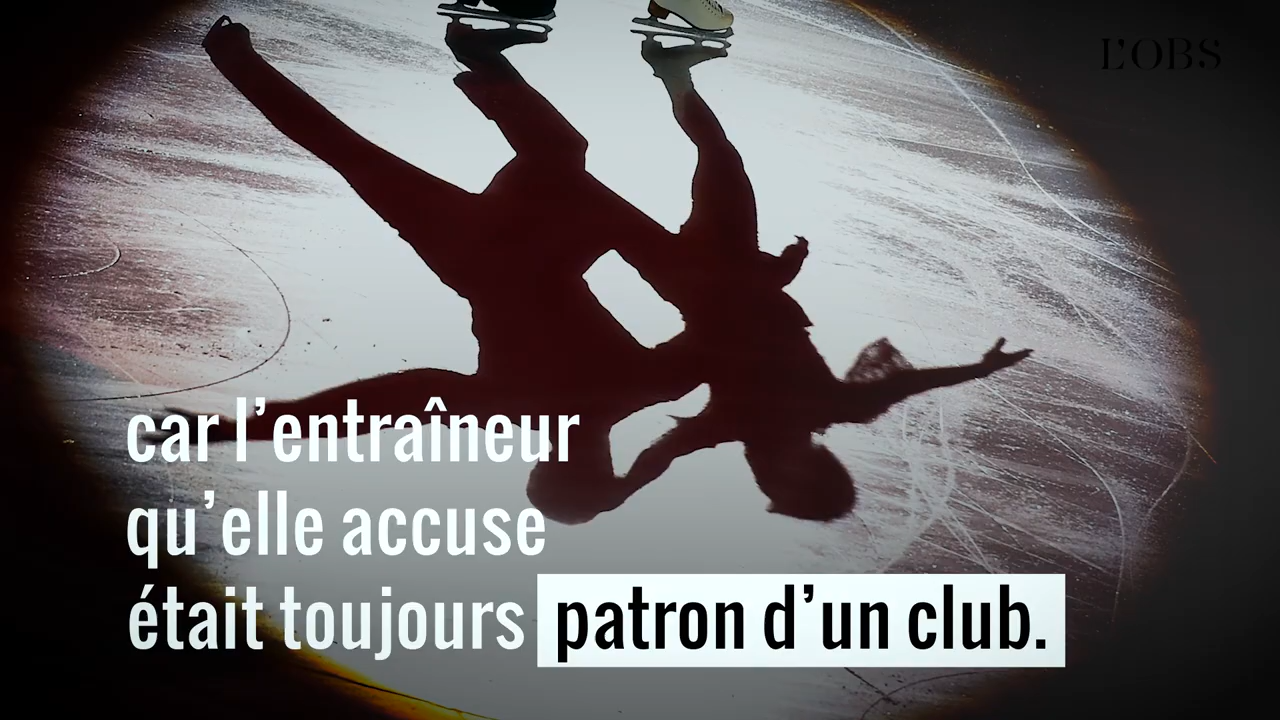 L'OBS
car l’entraîneur
qu’elle accuse
était toujours patron d’un club.